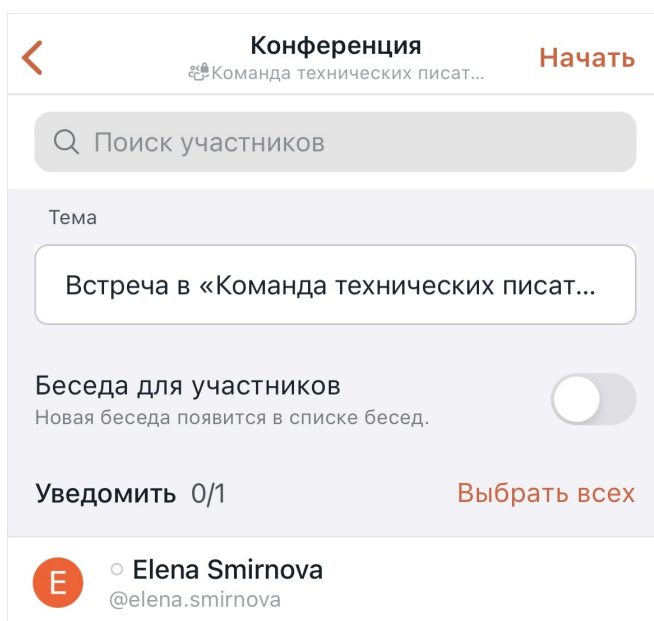 Конференция
Команда технических писат...
Начать
Поиск участников
Тема
Встреча в «Команда технических писат...
Беседа для участников
Новая беседа появится в списке бесед.
Уведомить 0/1
Выбрать всех
E
Elena Smirnova
@elena.smirnova